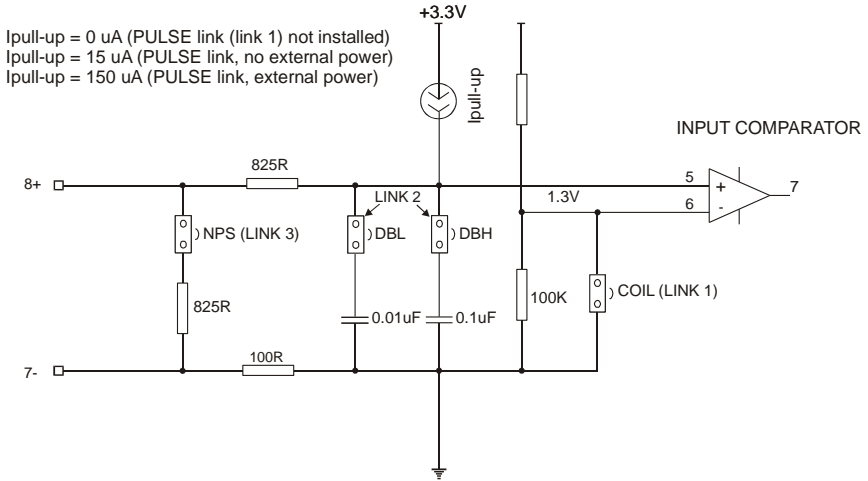 +3.3V
Ipull-up = 0 uA (PULSE link (link 1) not installed)
Ipull-up = 15 uA (PULSE link, no external power)
Ipull-up = 150 uA (PULSE link, external power)
Ipull-up
INPUT COMPARATOR
8+
825R
LINK 2
1.3V
5
+
7
6
-
NPS (LINK 3)
DBL
DBH
825R
0.01uF
0.1uF
100K
COIL (LINK 1)
7-
100R